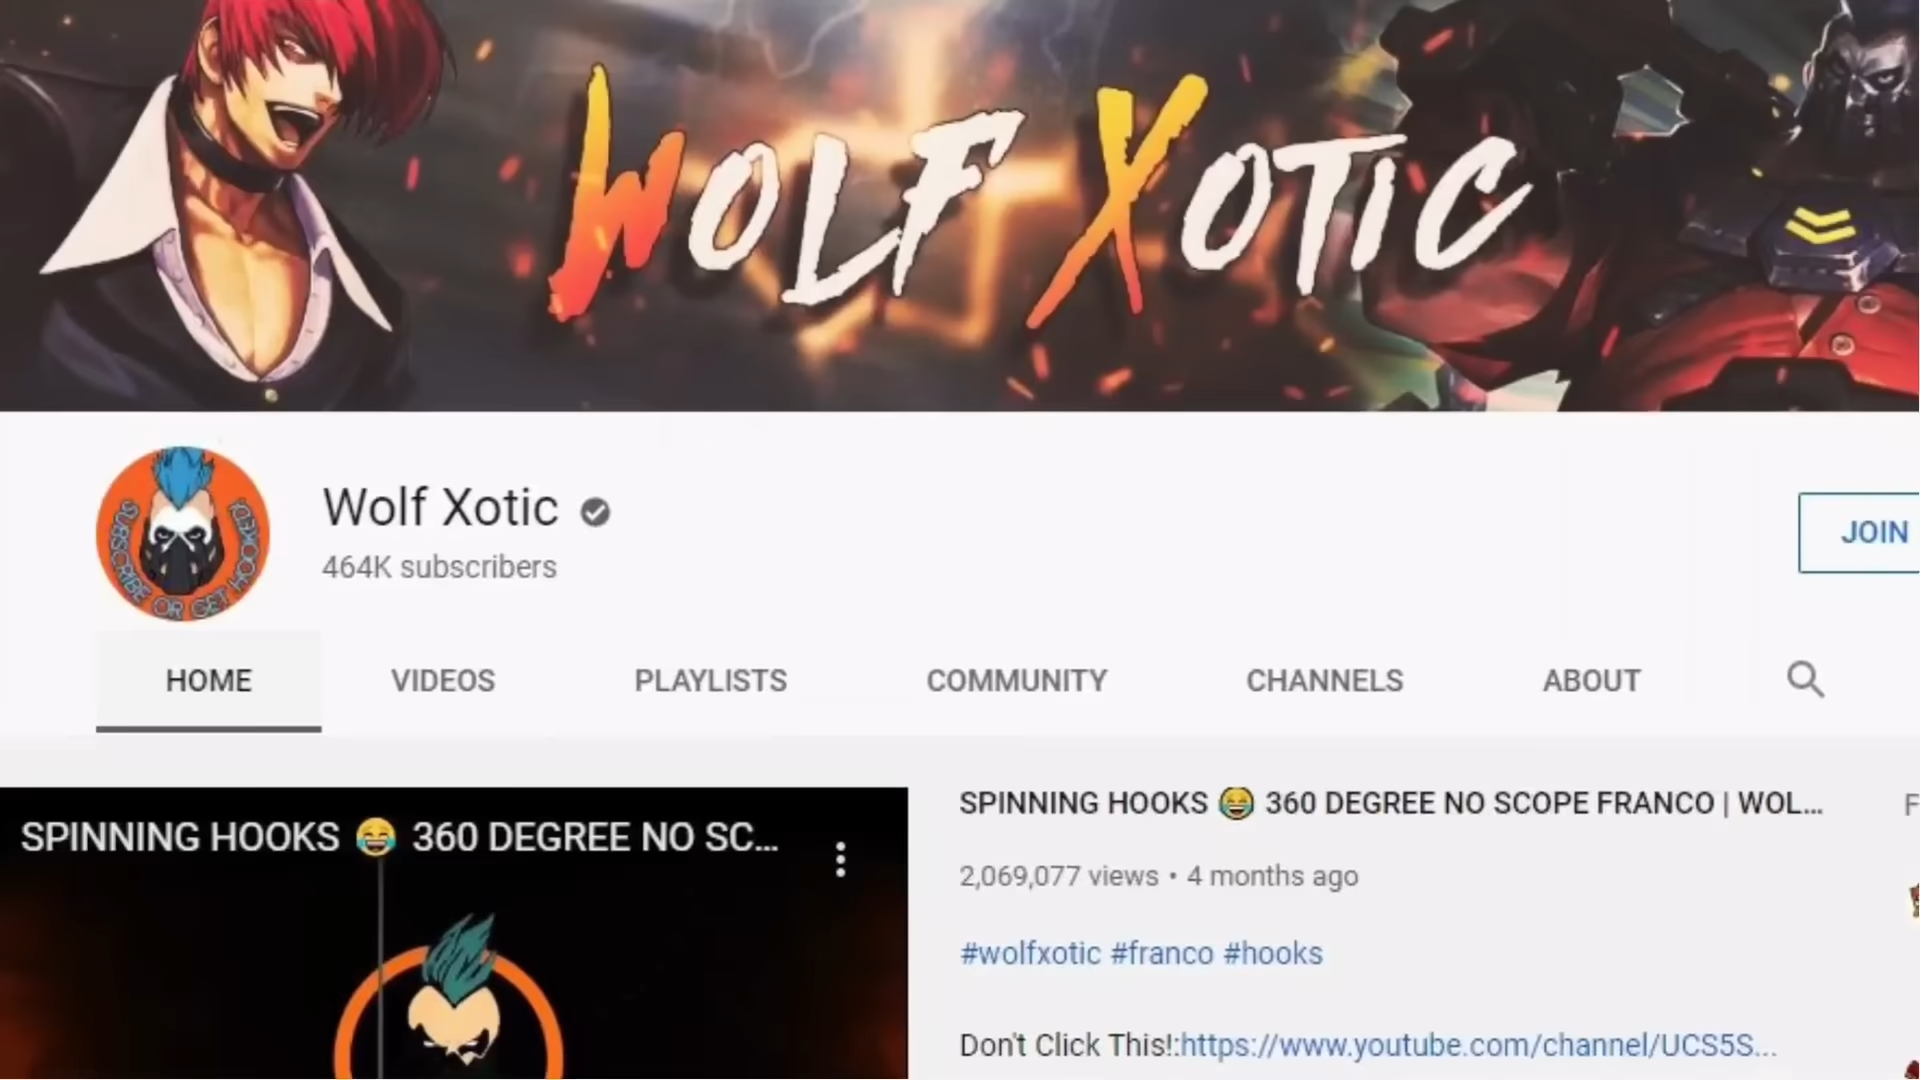 WOLF XOTIC
SUBSCRIBE OR GET HOOKED!
Wolf Xotic
464K subscribers
JOIN
HOME VIDEOS PLAYLISTS COMMUNITY CHANNELS ABOUT
SPINNING HOOKS 😂 360 DEGREE NO SC...
SPINNING HOOKS 😂 360 DEGREE NO SCOPE FRANCO | WOL...
F
2,069,077 views • 4 months ago
#wolfxotic #franco #hooks
Don't Click This!:https://www.youtube.com/channel/UCS5S...